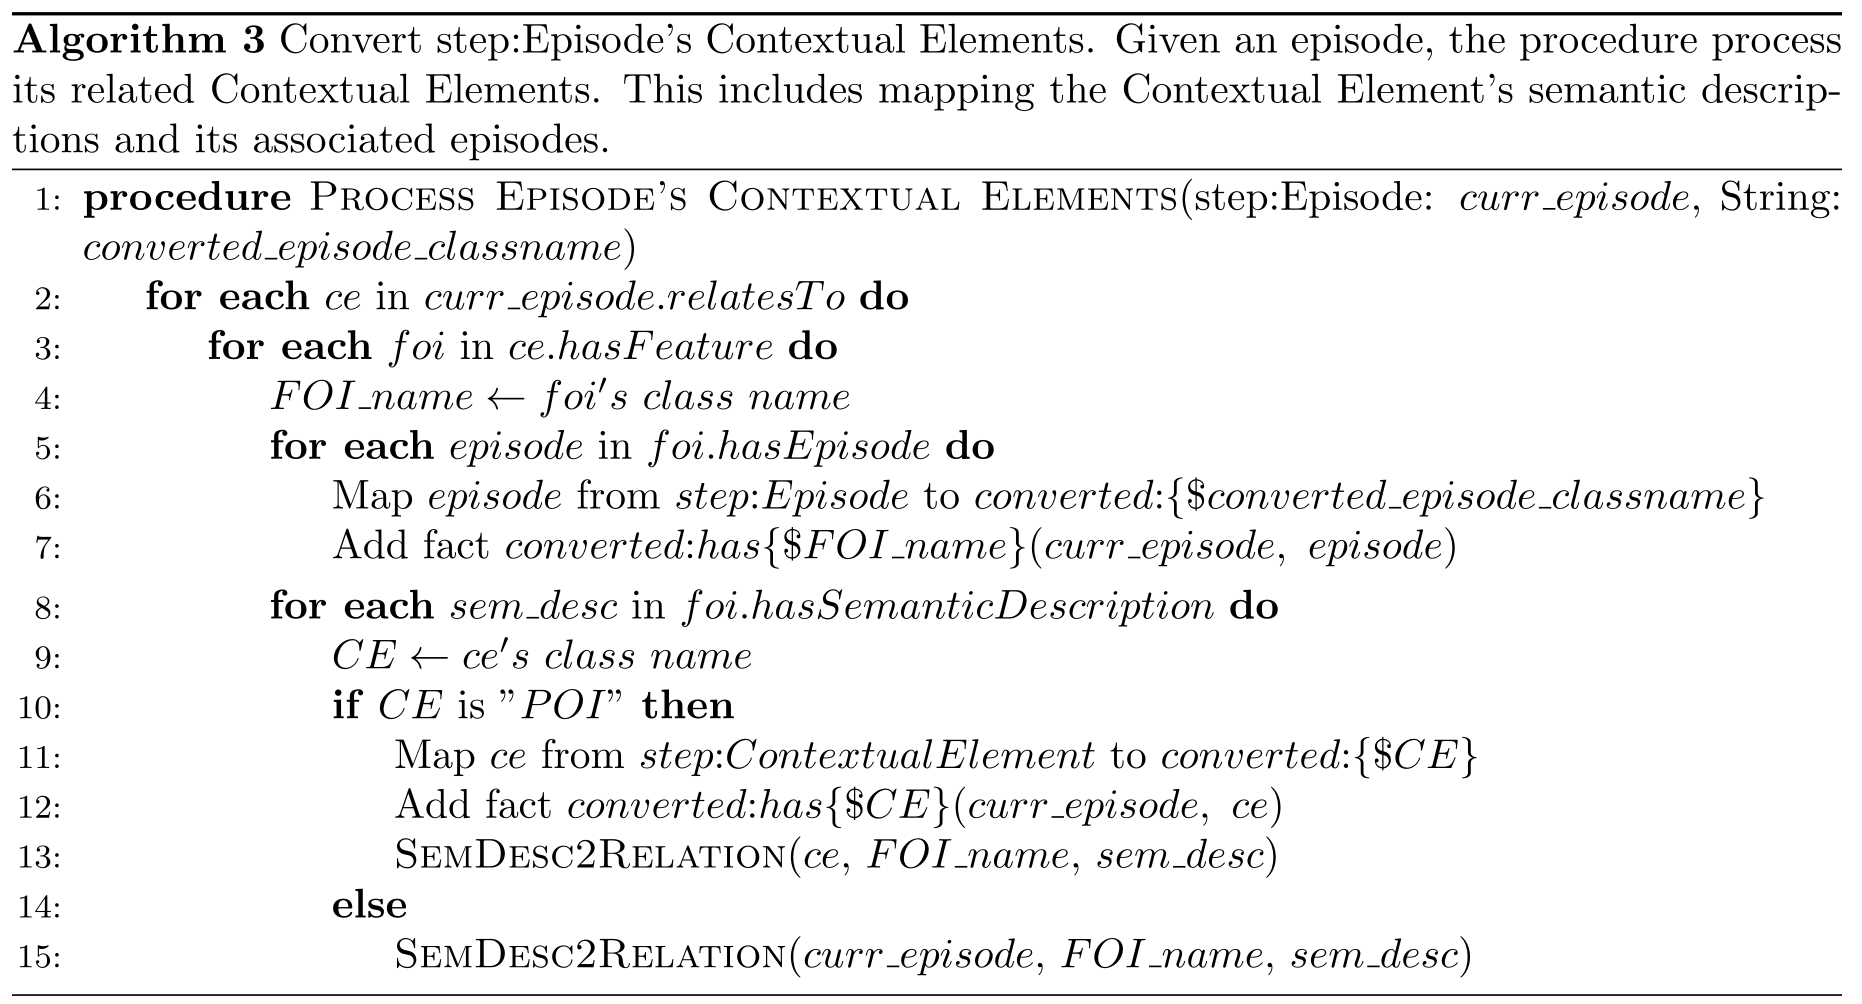 Algorithm 3 Convert step:Episode's Contextual Elements. Given an episode, the procedure process
its related Contextual Elements. This includes mapping the Contextual Element's semantic descrip-
tions and its associated episodes.
1: procedure Process Episode's Contextual Elements(step:Episode: curr_episode, String:
converted_episode_classname)
2: for each ce in curr_episode.relatesTo do
3: for each foi in ce.hasFeature do
4: FOI_name ← foi's class name
5: for each episode in foi.hasEpisode do
6: Map episode from step:Episode to converted:{$converted_episode_classname}
7: Add fact converted:has{$FOI_name}(curr_episode, episode)
8: for each sem_desc in foi.hasSemanticDescription do
9: CE ← ce's class name
10: if CE is "POI" then
11: Map ce from step:ContextualElement to converted:{$CE}
12: Add fact converted:has{$CE}(curr_episode, ce)
13: SemDesc2Relation(ce, FOI_name, sem_desc)
14: else
15: SemDesc2Relation(curr_episode, FOI_name, sem_desc)